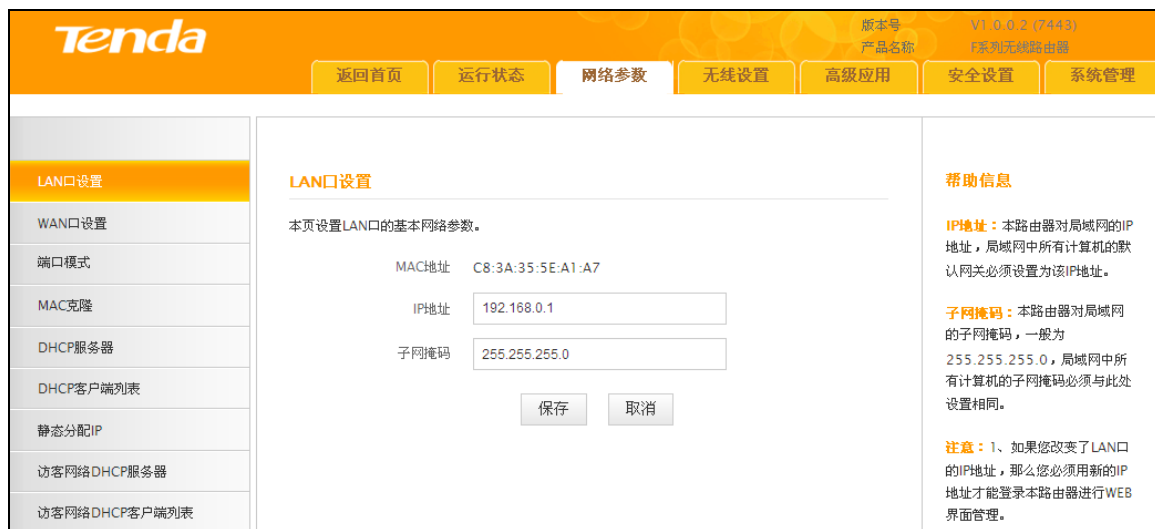 Tenda
版本号 V1.0.0.2 (7443)
产品名称 F系列无线路由器
返回首页 运行状态 网络参数 无线设置 高级应用 安全设置 系统管理
LAN口设置
WAN口设置
端口模式
MAC克隆
DHCP服务器
DHCP客户端列表
静态分配IP
访客网络DHCP服务器
访客网络DHCP客户端列表
LAN口设置
本页设置LAN口的基本网络参数。
MAC地址 C8:3A:35:5E:A1:A7
IP地址 192.168.0.1
子网掩码 255.255.255.0
保存 取消
帮助信息
IP地址：本路由器对局域网的IP
地址，局域网中所有计算机的默
认网关必须设置为该IP地址。
子网掩码：本路由器对局域网
的子网掩码，一般为
255.255.255.0，局域网中所
有计算机的子网掩码必须与此处
设置相同。
注意：1、如果您改变了LAN口
的IP地址，那么您必须用新的IP
地址才能登录本路由器进行WEB
界面管理。